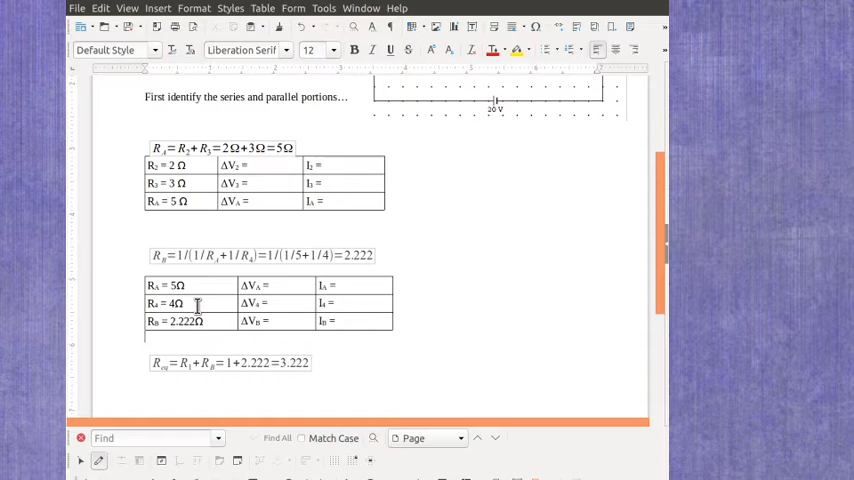 File Edit View Insert Format Styles Table Form Tools Window Help
Default Style Liberation Serif 12
First identify the series and parallel portions…
20 V
R_A=R_2+R_3=2Ω+3Ω=5Ω
R₂ = 2 Ω ΔV₂ = I₂ =
R₃ = 3 Ω ΔV₃ = I₃ =
R_A = 5 Ω ΔV_A = I_A =
R_B=1/(1/R_A+1/R_4)=1/(1/5+1/4)=2.222
R_A = 5Ω ΔV_A = I_A =
R₄ = 4Ω ΔV₄ = I₄ =
R_B = 2.222Ω ΔV_B = I_B =
R_eq=R_1+R_B=1+2.222=3.222
Find Find All Match Case Page